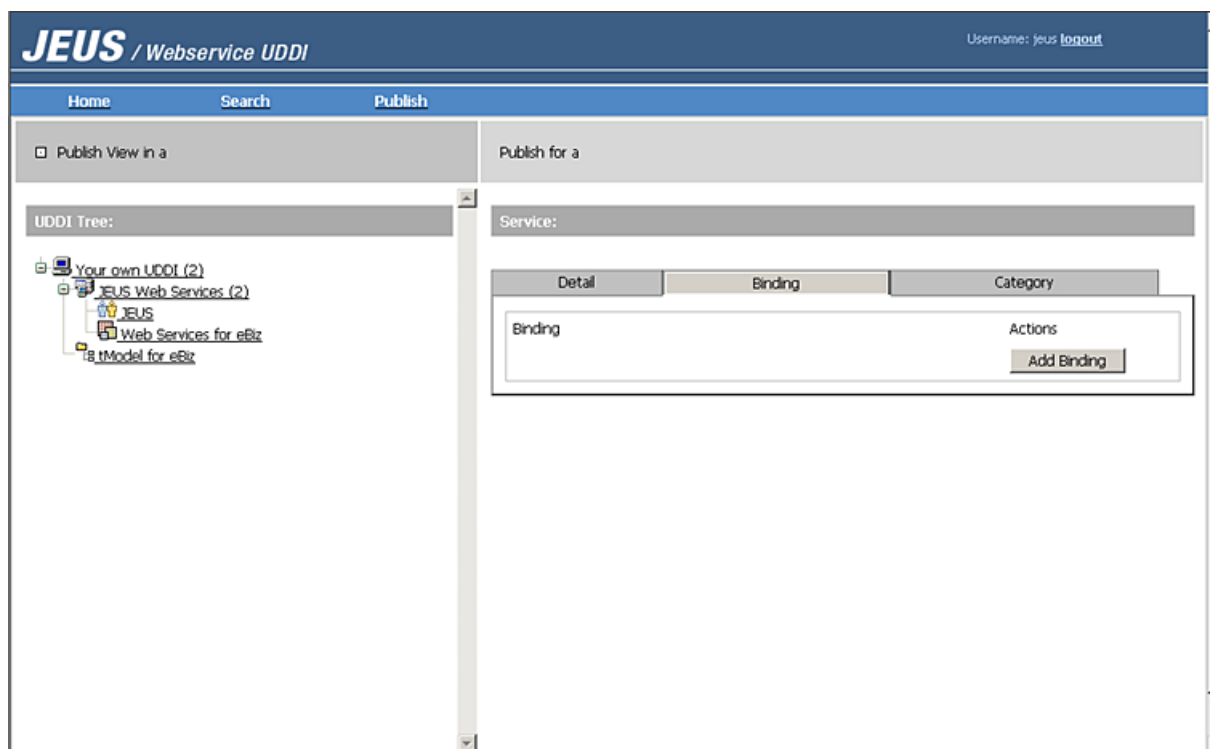 JEUS / Webservice UDDI
Username: jeus logout
Home Search Publish
Publish View in a
Publish for a
UDDI Tree:
Service:
Your own UDDI (2)
JEUS Web Services (2)
JEUS
Web Services for eBiz
tModel for eBiz
Detail Binding Category
Binding Actions
Add Binding